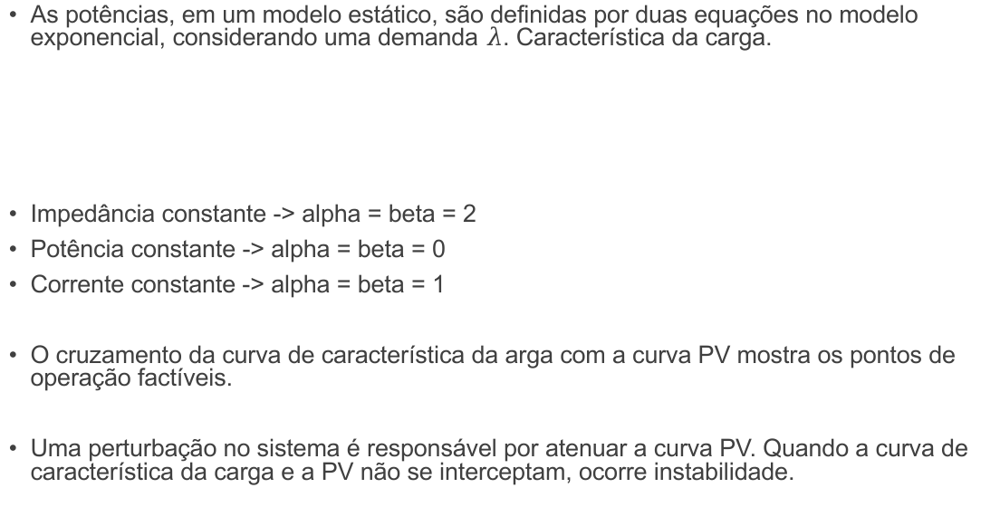 • As potências, em um modelo estático, são definidas por duas equações no modelo
exponencial, considerando uma demanda λ. Característica da carga.
• Impedância constante -> alpha = beta = 2
• Potência constante -> alpha = beta = 0
• Corrente constante -> alpha = beta = 1
• O cruzamento da curva de característica da arga com a curva PV mostra os pontos de
operação factíveis.
• Uma perturbação no sistema é responsável por atenuar a curva PV. Quando a curva de
característica da carga e a PV não se interceptam, ocorre instabilidade.